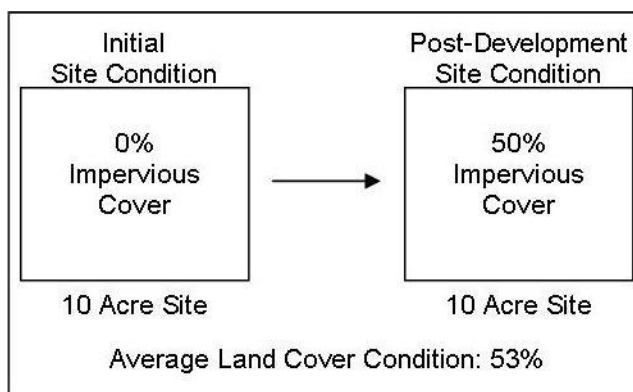 Initial
Site Condition
0%
Impervious
Cover
10 Acre Site
Post-Development
Site Condition
50%
Impervious
Cover
10 Acre Site
Average Land Cover Condition: 53%